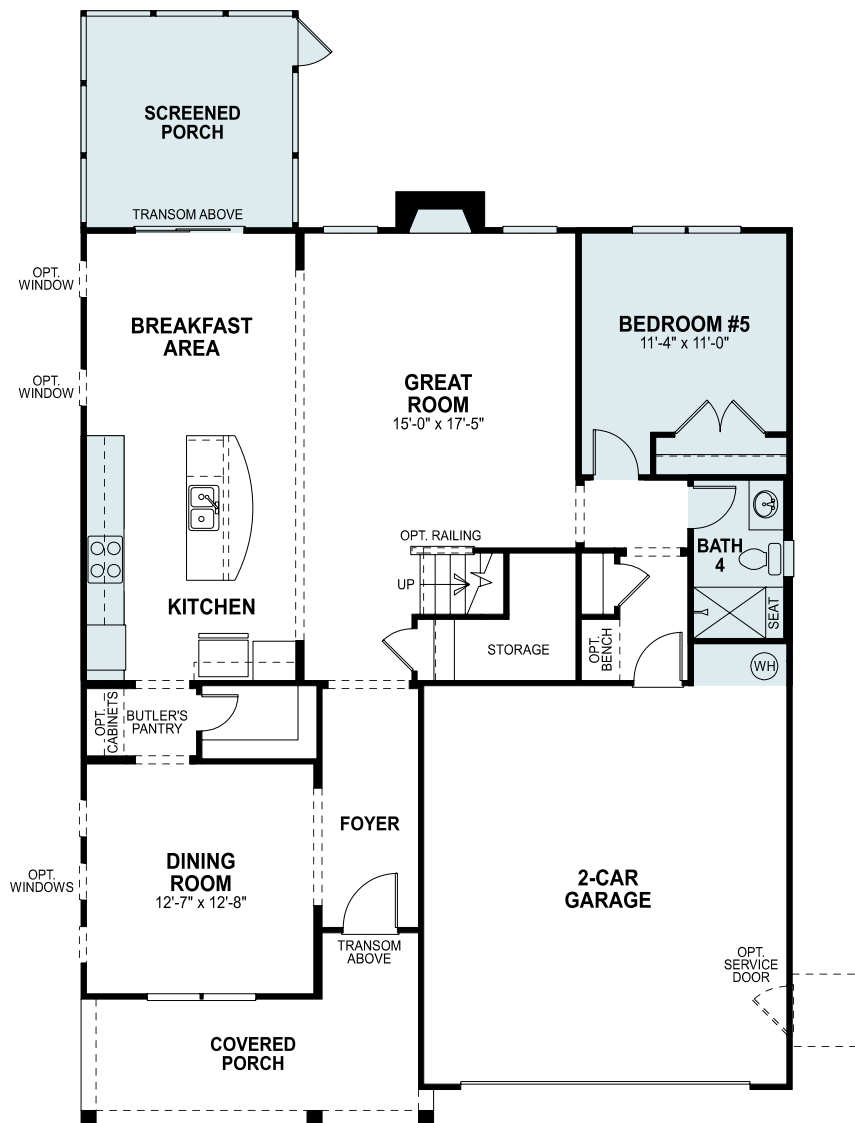 SCREENED
PORCH
TRANSOM ABOVE
OPT.
WINDOW
BREAKFAST
AREA
BEDROOM #5
11'-4" x 11'-0"
OPT.
WINDOW
GREAT
ROOM
15'-0" x 17'-5"
OPT. RAILING
BATH
4
UP
KITCHEN
SEAT
STORAGE
OPT.
BENCH
WH
OPT.
CABINETS
BUTLER'S
PANTRY
FOYER
DINING
ROOM
12'-7" x 12'-8"
OPT.
WINDOWS
2-CAR
GARAGE
TRANSOM
ABOVE
OPT.
SERVICE
DOOR
COVERED
PORCH